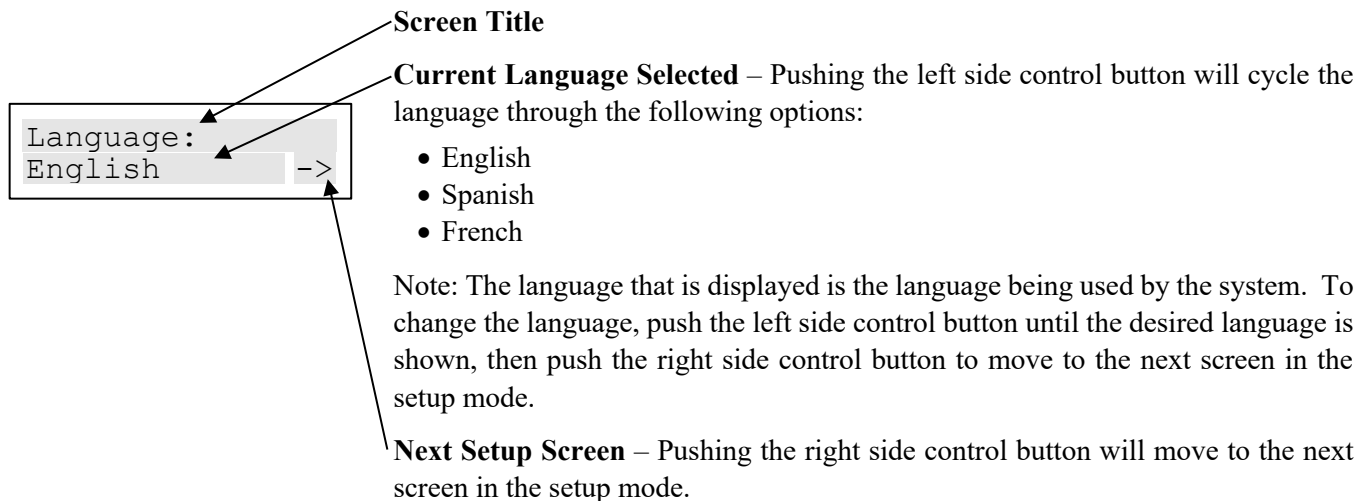 Screen Title
Current Language Selected – Pushing the left side control button will cycle the
language through the following options:
Language:
English ->
• English
• Spanish
• French
Note: The language that is displayed is the language being used by the system. To
change the language, push the left side control button until the desired language is
shown, then push the right side control button to move to the next screen in the
setup mode.
Next Setup Screen – Pushing the right side control button will move to the next
screen in the setup mode.